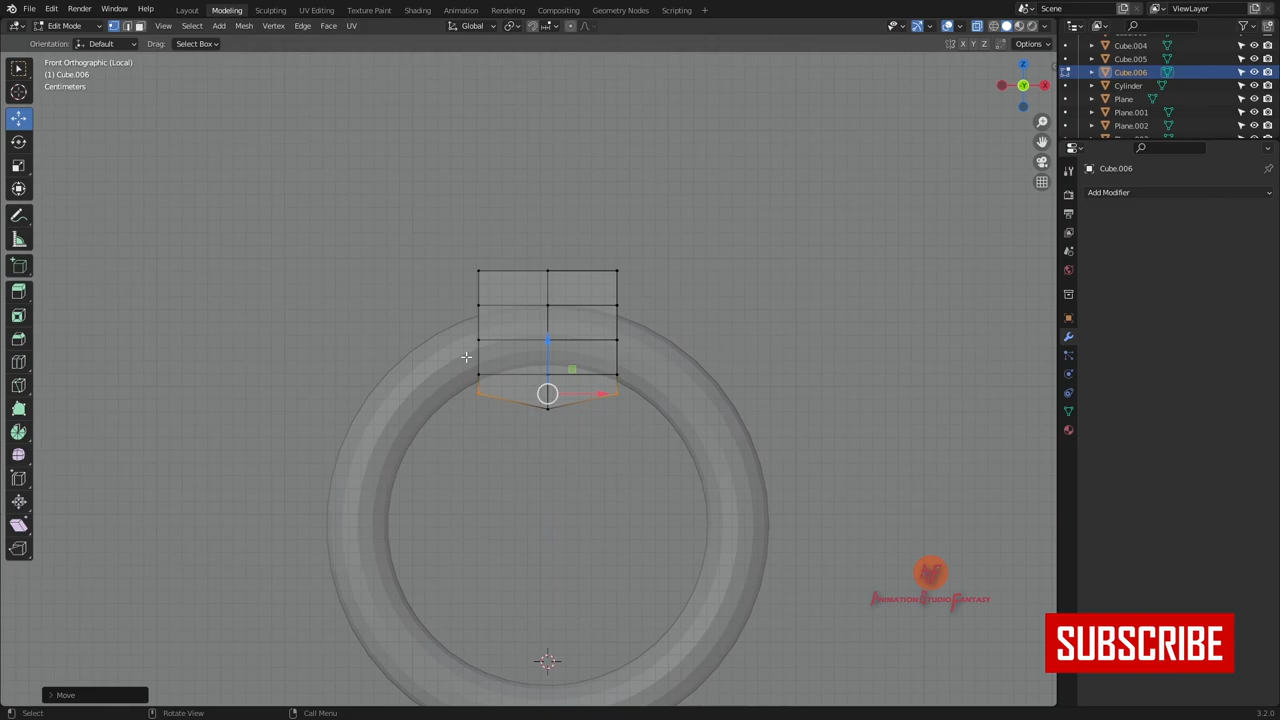 File Edit Render Window Help Layout Modeling Sculpting UV Editing Texture Paint Shading Animation Rendering Compositing Geometry Nodes Scripting + Scene ViewLayer
Edit Mode View Select Add Mesh Vertex Edge Face UV Global
Orientation: Default Drag: Select Box X Y Z Options
Front Orthographic (Local)
(1) Cube.006
Centimeters
Z
X
-Y
Cube.004
Cube.005
Cube.006
Cylinder
Plane
Plane.001
Plane.002
Cube.006
Add Modifier
Animation Studio Fantasy
SUBSCRIBE
Move
Select Rotate View Call Menu 3.2.0